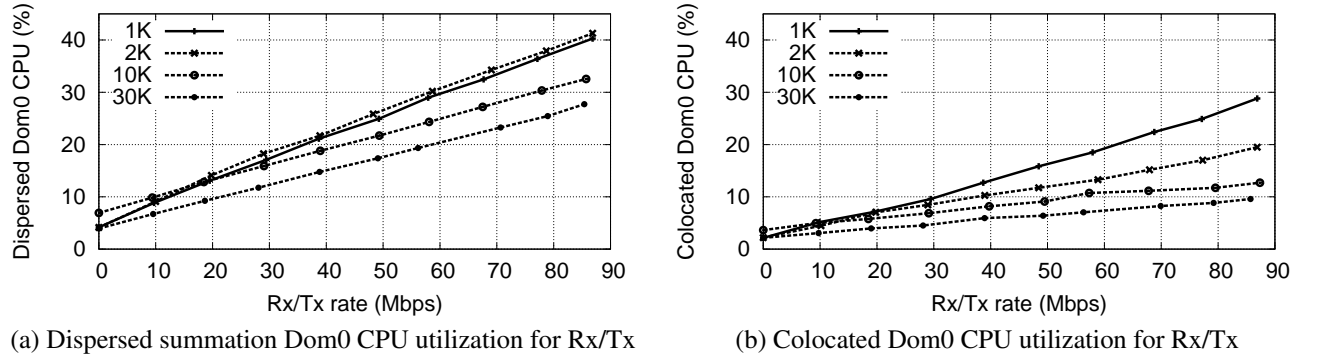 Dispersed Dom0 CPU (%)
40
30
20
10
0
1K
2K
10K
30K
0 10 20 30 40 50 60 70 80 90
Rx/Tx rate (Mbps)
(a) Dispersed summation Dom0 CPU utilization for Rx/Tx
Colocated Dom0 CPU (%)
40
30
20
10
0
1K
2K
10K
30K
0 10 20 30 40 50 60 70 80 90
Rx/Tx rate (Mbps)
(b) Colocated Dom0 CPU utilization for Rx/Tx